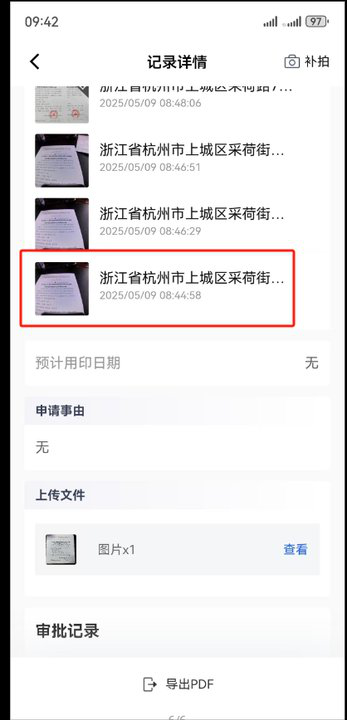 09:42
97
记录详情
补拍
浙江省杭州市上城区采荷路7...
2025/05/09 08:48:06
浙江省杭州市上城区采荷街...
2025/05/09 08:46:51
浙江省杭州市上城区采荷街...
2025/05/09 08:46:29
浙江省杭州市上城区采荷街...
2025/05/09 08:44:58
预计用印日期
无
申请事由
无
上传文件
图片x1
查看
审批记录
导出PDF
6/6